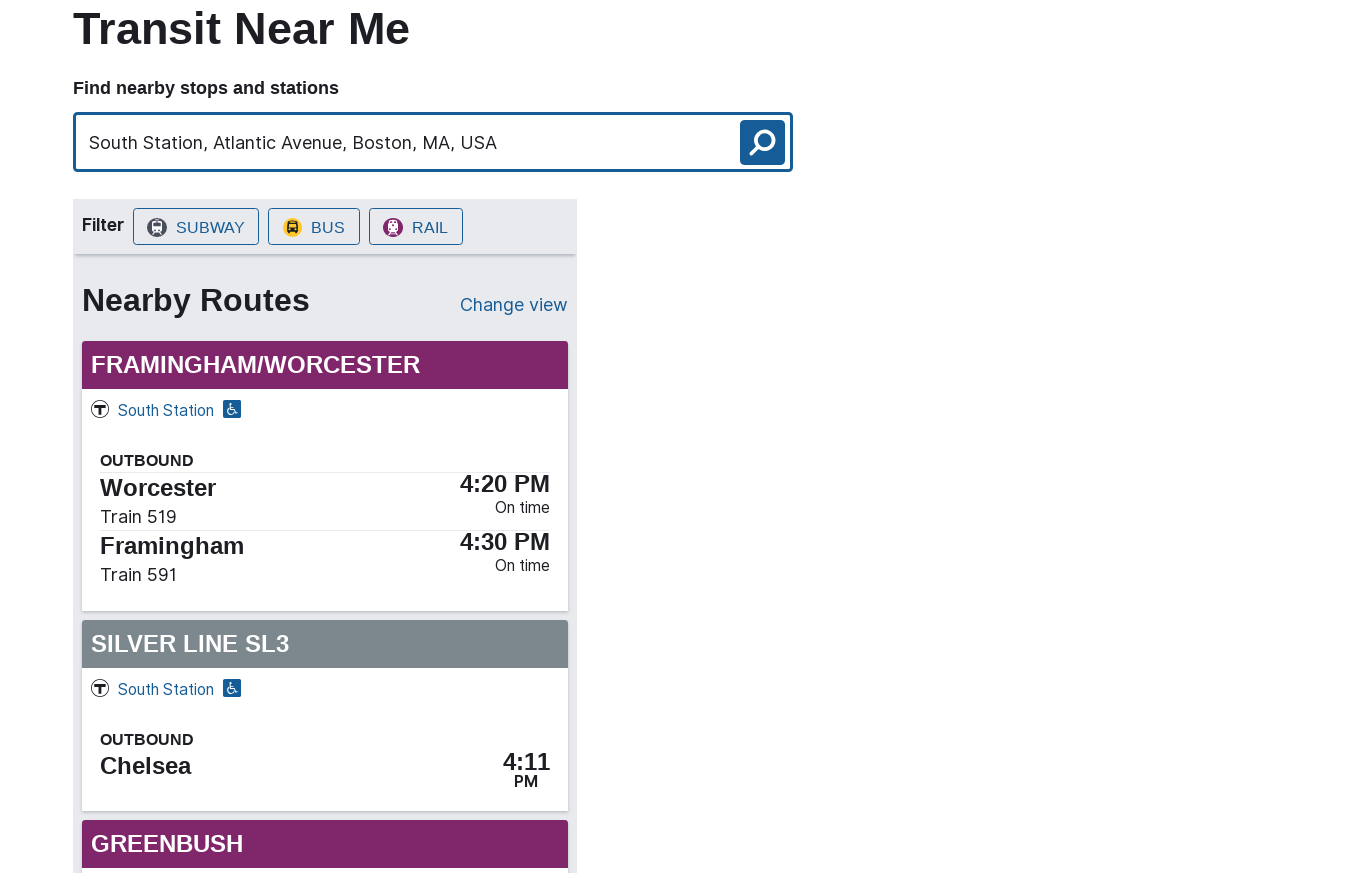 Transit Near Me
Find nearby stops and stations
South Station, Atlantic Avenue, Boston, MA, USA
Filter SUBWAY BUS RAIL
Nearby Routes Change view
FRAMINGHAM/WORCESTER
T South Station
OUTBOUND
Worcester 4:20 PM
Train 519 On time
Framingham 4:30 PM
Train 591 On time
SILVER LINE SL3
T South Station
OUTBOUND
Chelsea 4:11
PM
GREENBUSH